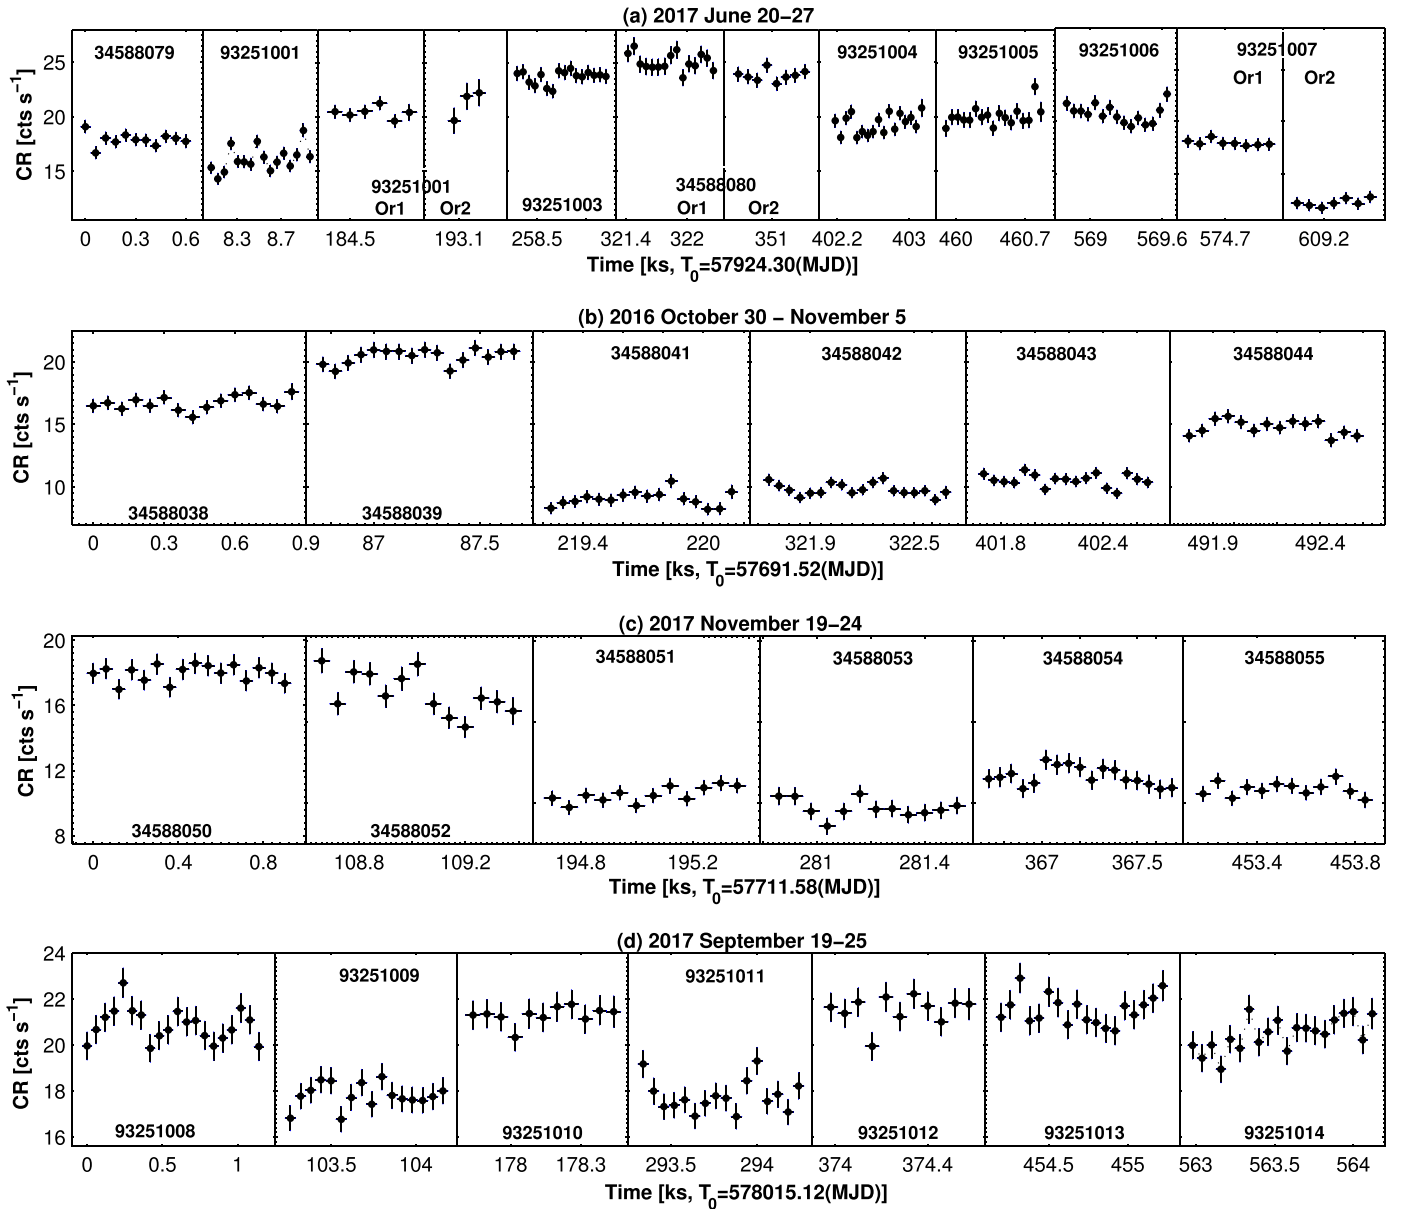 (a) 2017 June 20−27
34588079 93251001 93251004 93251005 93251006 93251007
Or1 Or2
93251001 34588080
Or1 Or2 93251003 Or1 Or2
25
20
15
CR [cts s−1]
0 0.3 0.6 8.3 8.7 184.5 193.1 258.5 321.4 322 351 402.2 403 460 460.7 569 569.6 574.7 609.2
Time [ks, T0=57924.30(MJD)]
(b) 2016 October 30 − November 5
34588041 34588042 34588043 34588044
34588038 34588039
20
15
10
CR [cts s−1]
0 0.3 0.6 0.9 87 87.5 219.4 220 321.9 322.5 401.8 402.4 491.9 492.4
Time [ks, T0=57691.52(MJD)]
(c) 2017 November 19−24
34588051 34588053 34588054 34588055
34588050 34588052
20
16
12
8
CR [cts s−1]
0 0.4 0.8 108.8 109.2 194.8 195.2 281 281.4 367 367.5 453.4 453.8
Time [ks, T0=57711.58(MJD)]
(d) 2017 September 19−25
93251009 93251011
93251008 93251010 93251012 93251013 93251014
24
22
20
18
16
CR [cts s−1]
0 0.5 1 103.5 104 178 178.3 293.5 294 374 374.4 454.5 455 563 563.5 564
Time [ks, T0=578015.12(MJD)]